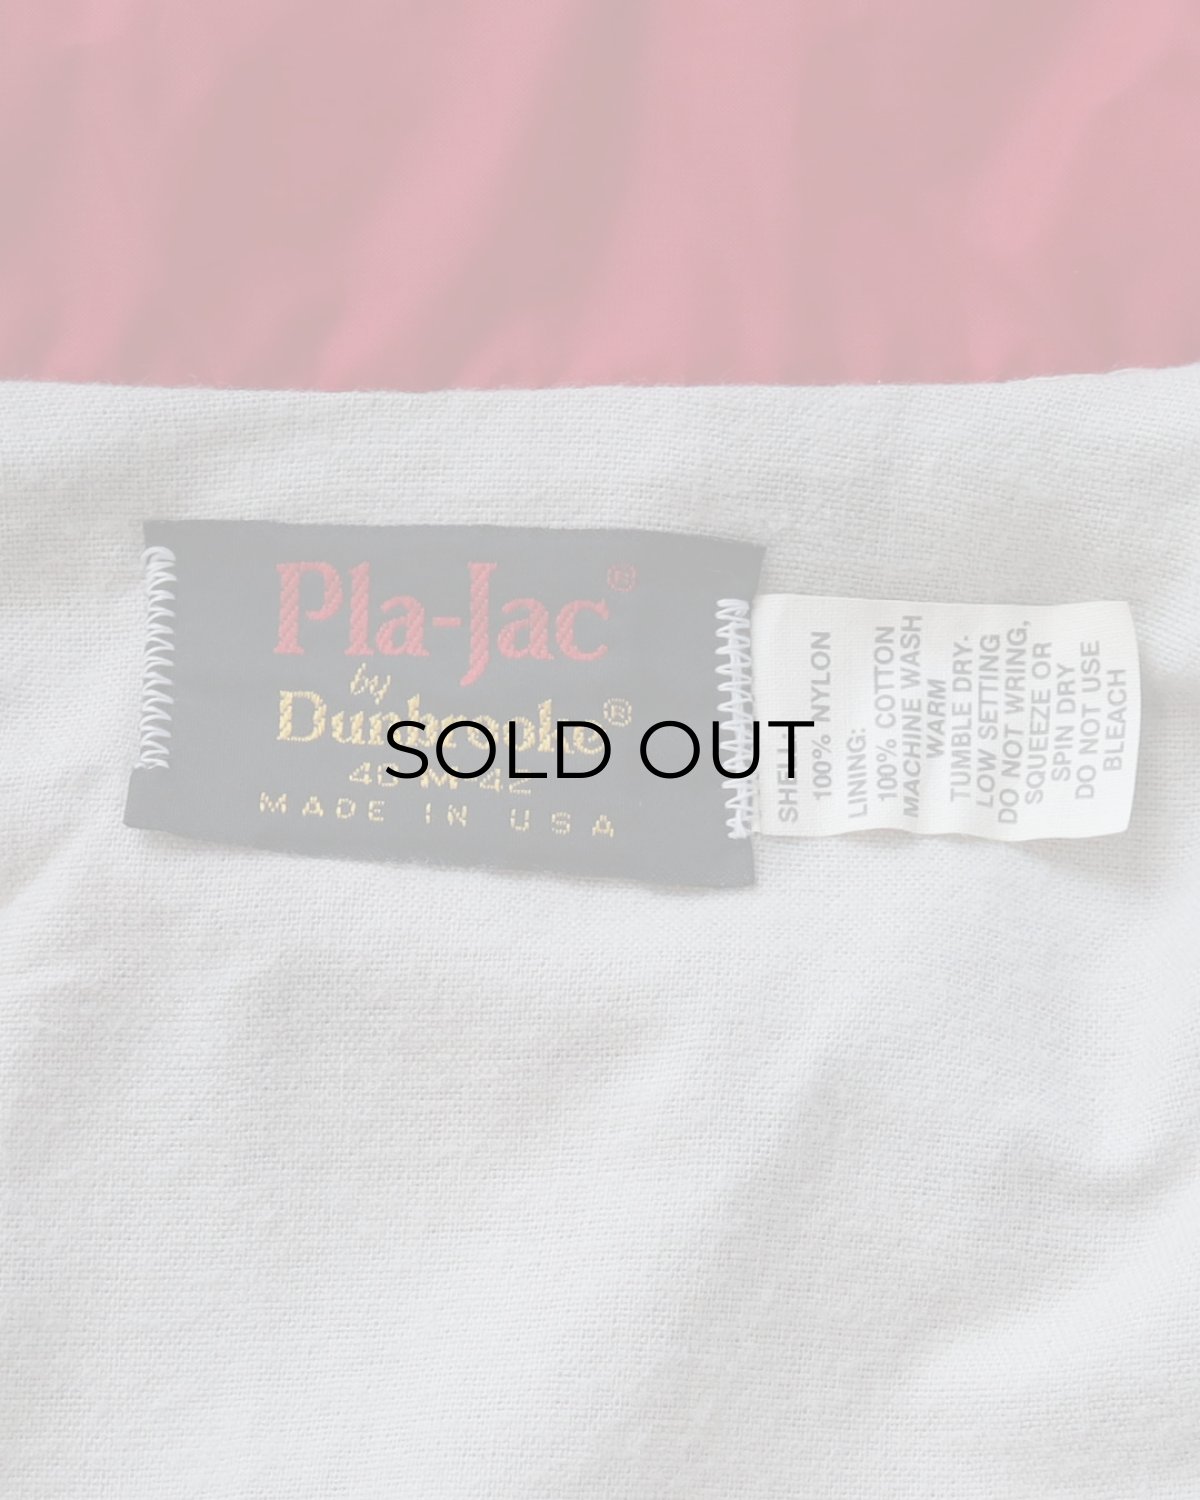 Pla-Jac®
by
Dunbrooke®
M-42
MADE IN USA
SOLD OUT
SHELL:
100% NYLON
LINING:
100% COTTON
MACHINE WASH
WARM
TUMBLE DRY.
LOW SETTING
DO NOT WRING,
SQUEEZE OR
SPIN DRY
DO NOT USE
BLEACH